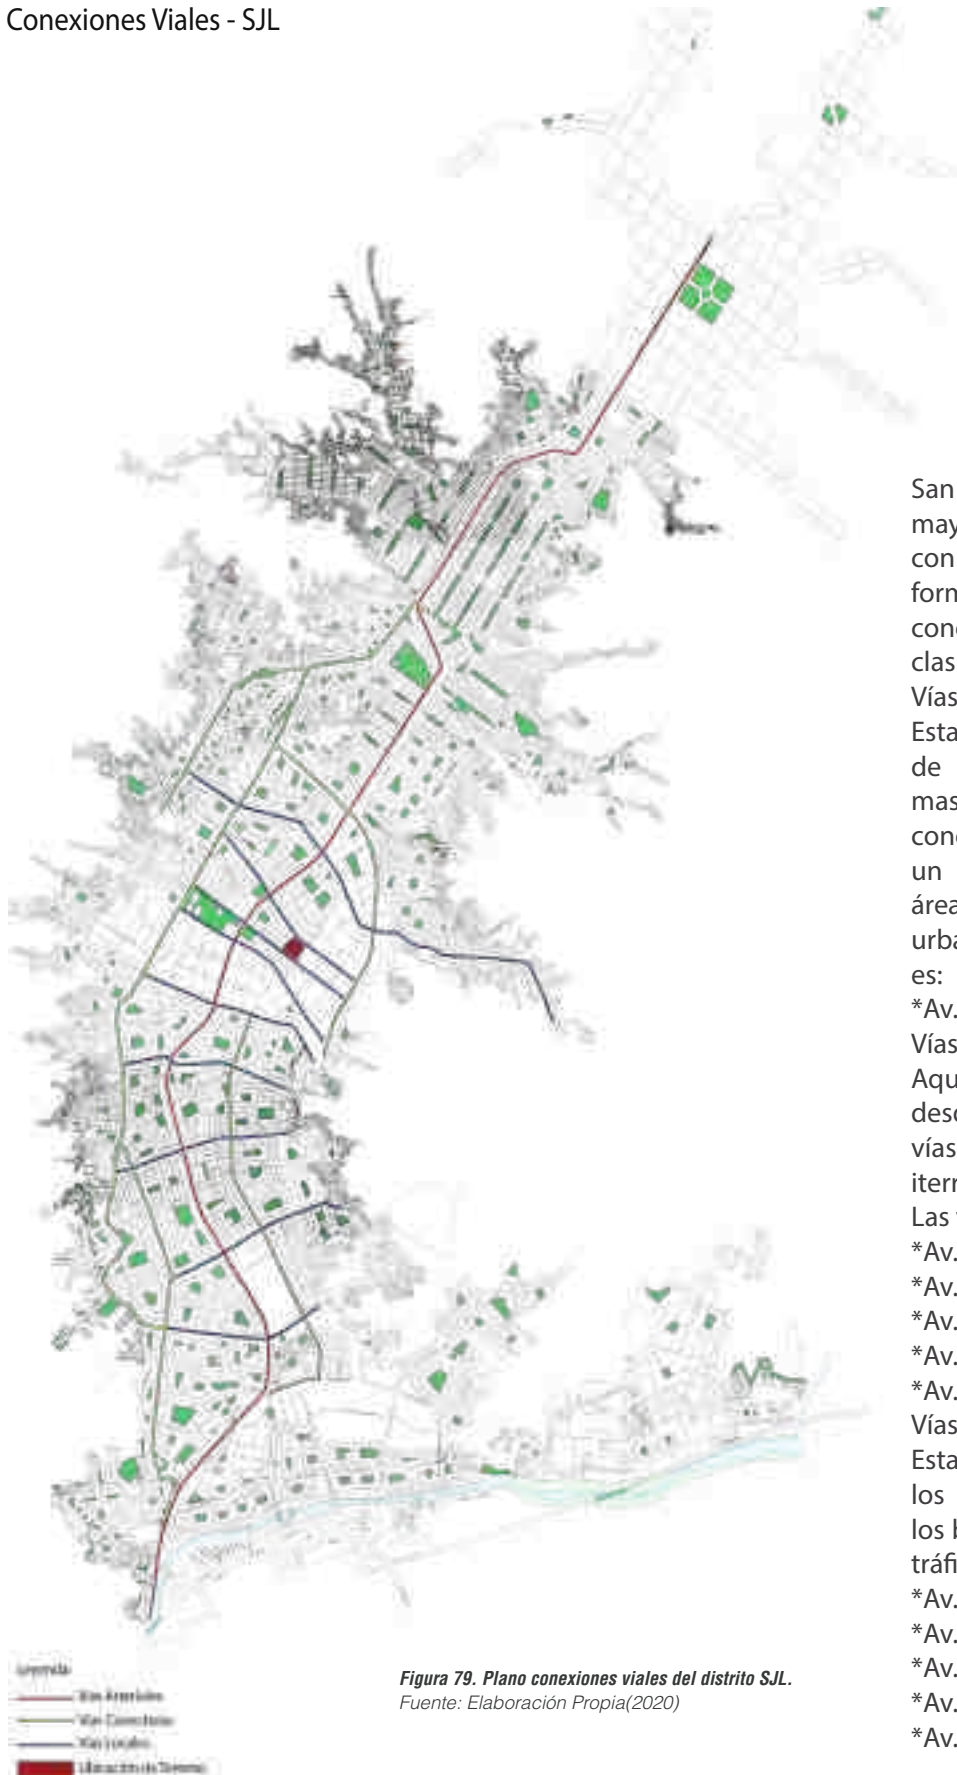 Conexiones Viales - SJL
San
may
con
form
conc
clas
Vías
Esta
de
mas
conc
un
área
urba
es:
*Av.
Vías
Aqu
desc
vías
iterr
Las
*Av.
*Av.
*Av.
*Av.
*Av.
Vías
Esta
los
los b
tráfi
*Av.
*Av.
*Av.
*Av.
*Av.
Leyenda
Vías Arteriales
Vías Colectoras
Vías Locales
Ubicación de Terreno
Figura 79. Plano conexiones viales del distrito SJL.
Fuente: Elaboración Propia(2020)